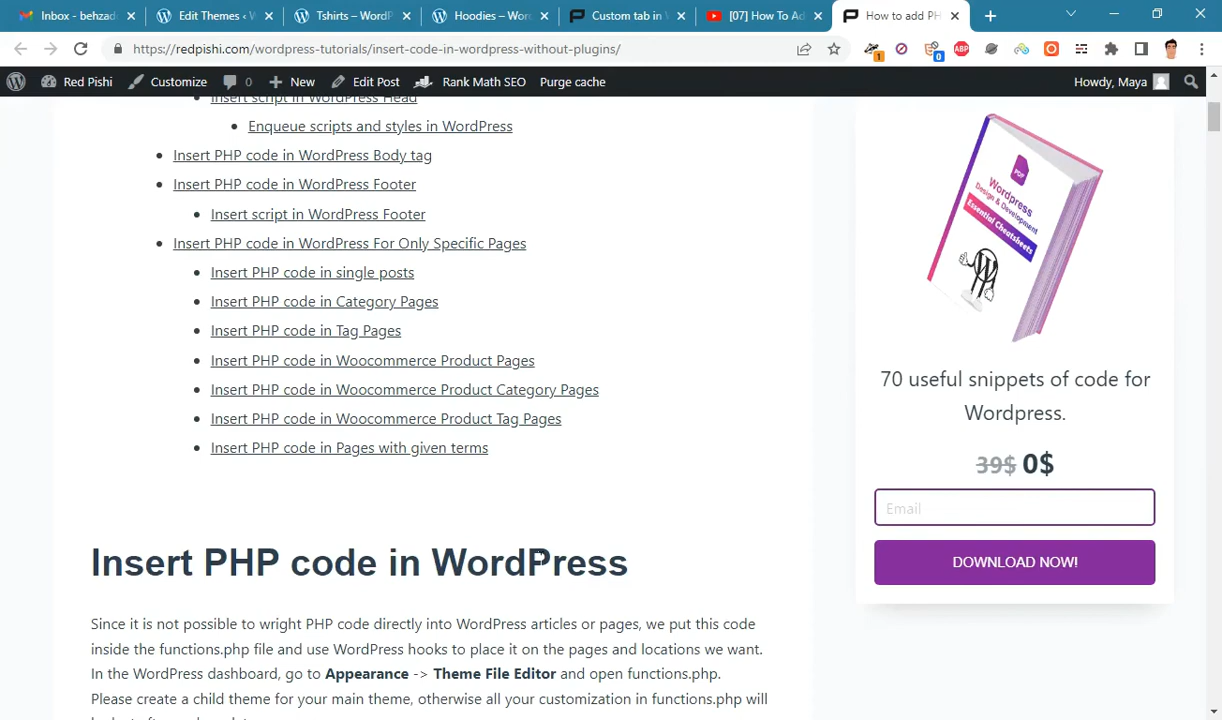 Inbox - behzad
Edit Themes ‹ W
Tshirts – WordP
Hoodies – Wor
Custom tab in
[07] How To Ad
How to add PH
https://redpishi.com/wordpress-tutorials/insert-code-in-wordpress-without-plugins/
1
0
ABP
Red Pishi
Customize
0
New
Edit Post
Rank Math SEO
Purge cache
Howdy, Maya
Insert script in WordPress Head
Enqueue scripts and styles in WordPress
Insert PHP code in WordPress Body tag
Insert PHP code in WordPress Footer
Insert script in WordPress Footer
Insert PHP code in WordPress For Only Specific Pages
Insert PHP code in single posts
Insert PHP code in Category Pages
Insert PHP code in Tag Pages
Insert PHP code in Woocommerce Product Pages
Insert PHP code in Woocommerce Product Category Pages
Insert PHP code in Woocommerce Product Tag Pages
Insert PHP code in Pages with given terms
Insert PHP code in WordPress
Since it is not possible to wright PHP code directly into WordPress articles or pages, we put this code
inside the functions.php file and use WordPress hooks to place it on the pages and locations we want.
In the WordPress dashboard, go to Appearance -> Theme File Editor and open functions.php.
Please create a child theme for your main theme, otherwise all your customization in functions.php will
PDF
Wordpress
Design & Development
Essential Cheatsheets
70 useful snippets of code for
Wordpress.
39$ 0$
Email
DOWNLOAD NOW!